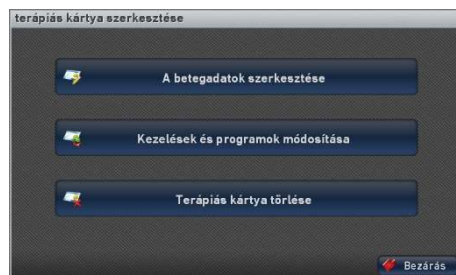 terápiás kártya szerkesztése
A betegadatok szerkesztése
Kezelések és programok módosítása
Terápiás kártya törlése
Bezárás